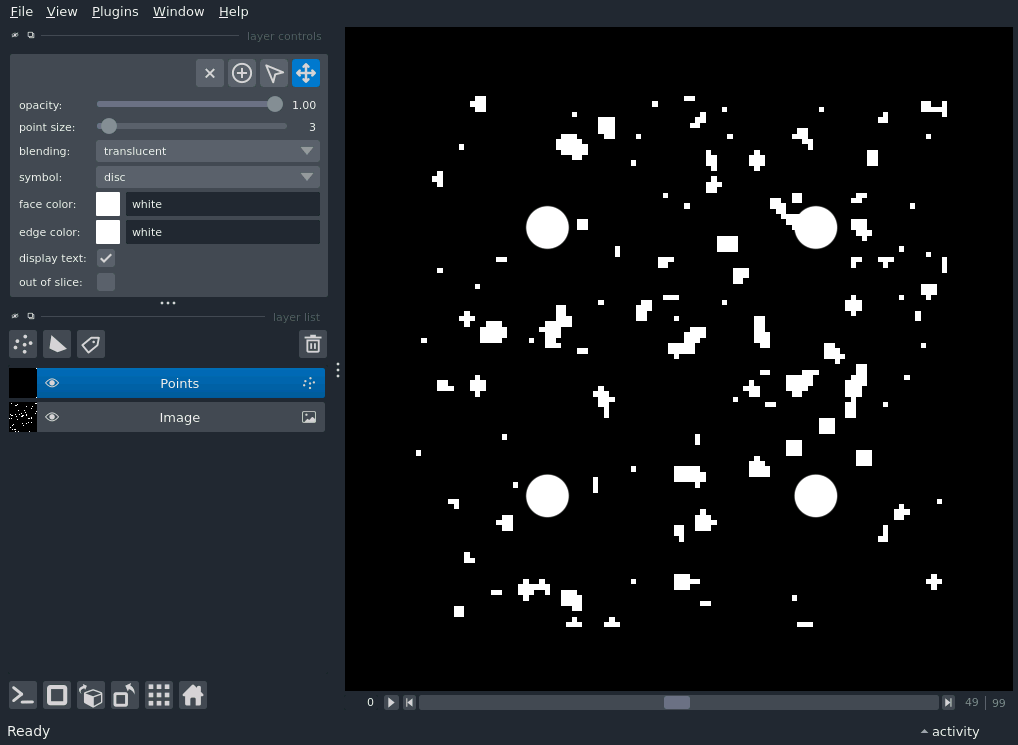 File View Plugins Window Help
layer controls
opacity: 1.00
point size: 3
blending: translucent
symbol: disc
face color: white
edge color: white
display text:
out of slice:
layer list
Points
Image
0 49 99
Ready activity